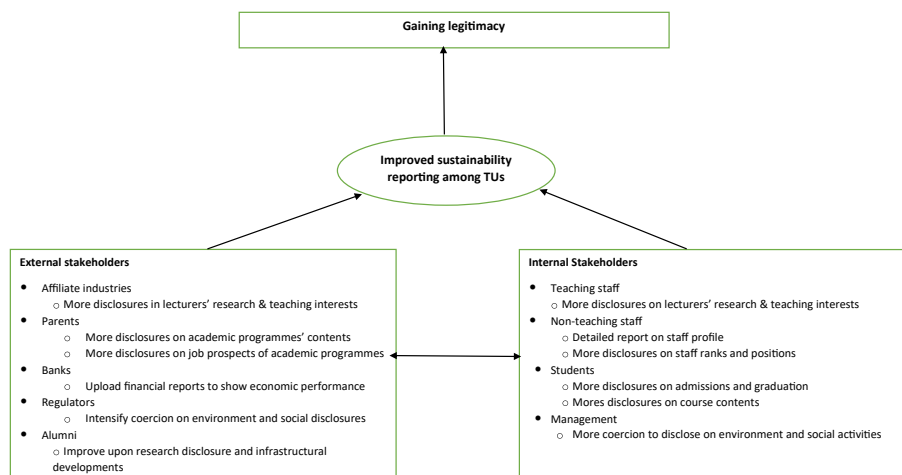 Gaining legitimacy
Improved sustainability
reporting among TUs
External stakeholders
• Affiliate industries
○ More disclosures in lecturers' research & teaching interests
• Parents
○ More disclosures on academic programmes' contents
○ More disclosures on job prospects of academic programmes
• Banks
○ Upload financial reports to show economic performance
• Regulators
○ Intensify coercion on environment and social disclosures
• Alumni
○ Improve upon research disclosure and infrastructural
developments
Internal Stakeholders
• Teaching staff
○ More disclosures on lecturers' research & teaching interests
• Non-teaching staff
○ Detailed report on staff profile
○ More disclosures on staff ranks and positions
• Students
○ More disclosures on admissions and graduation
○ Mores disclosures on course contents
• Management
○ More coercion to disclose on environment and social activities